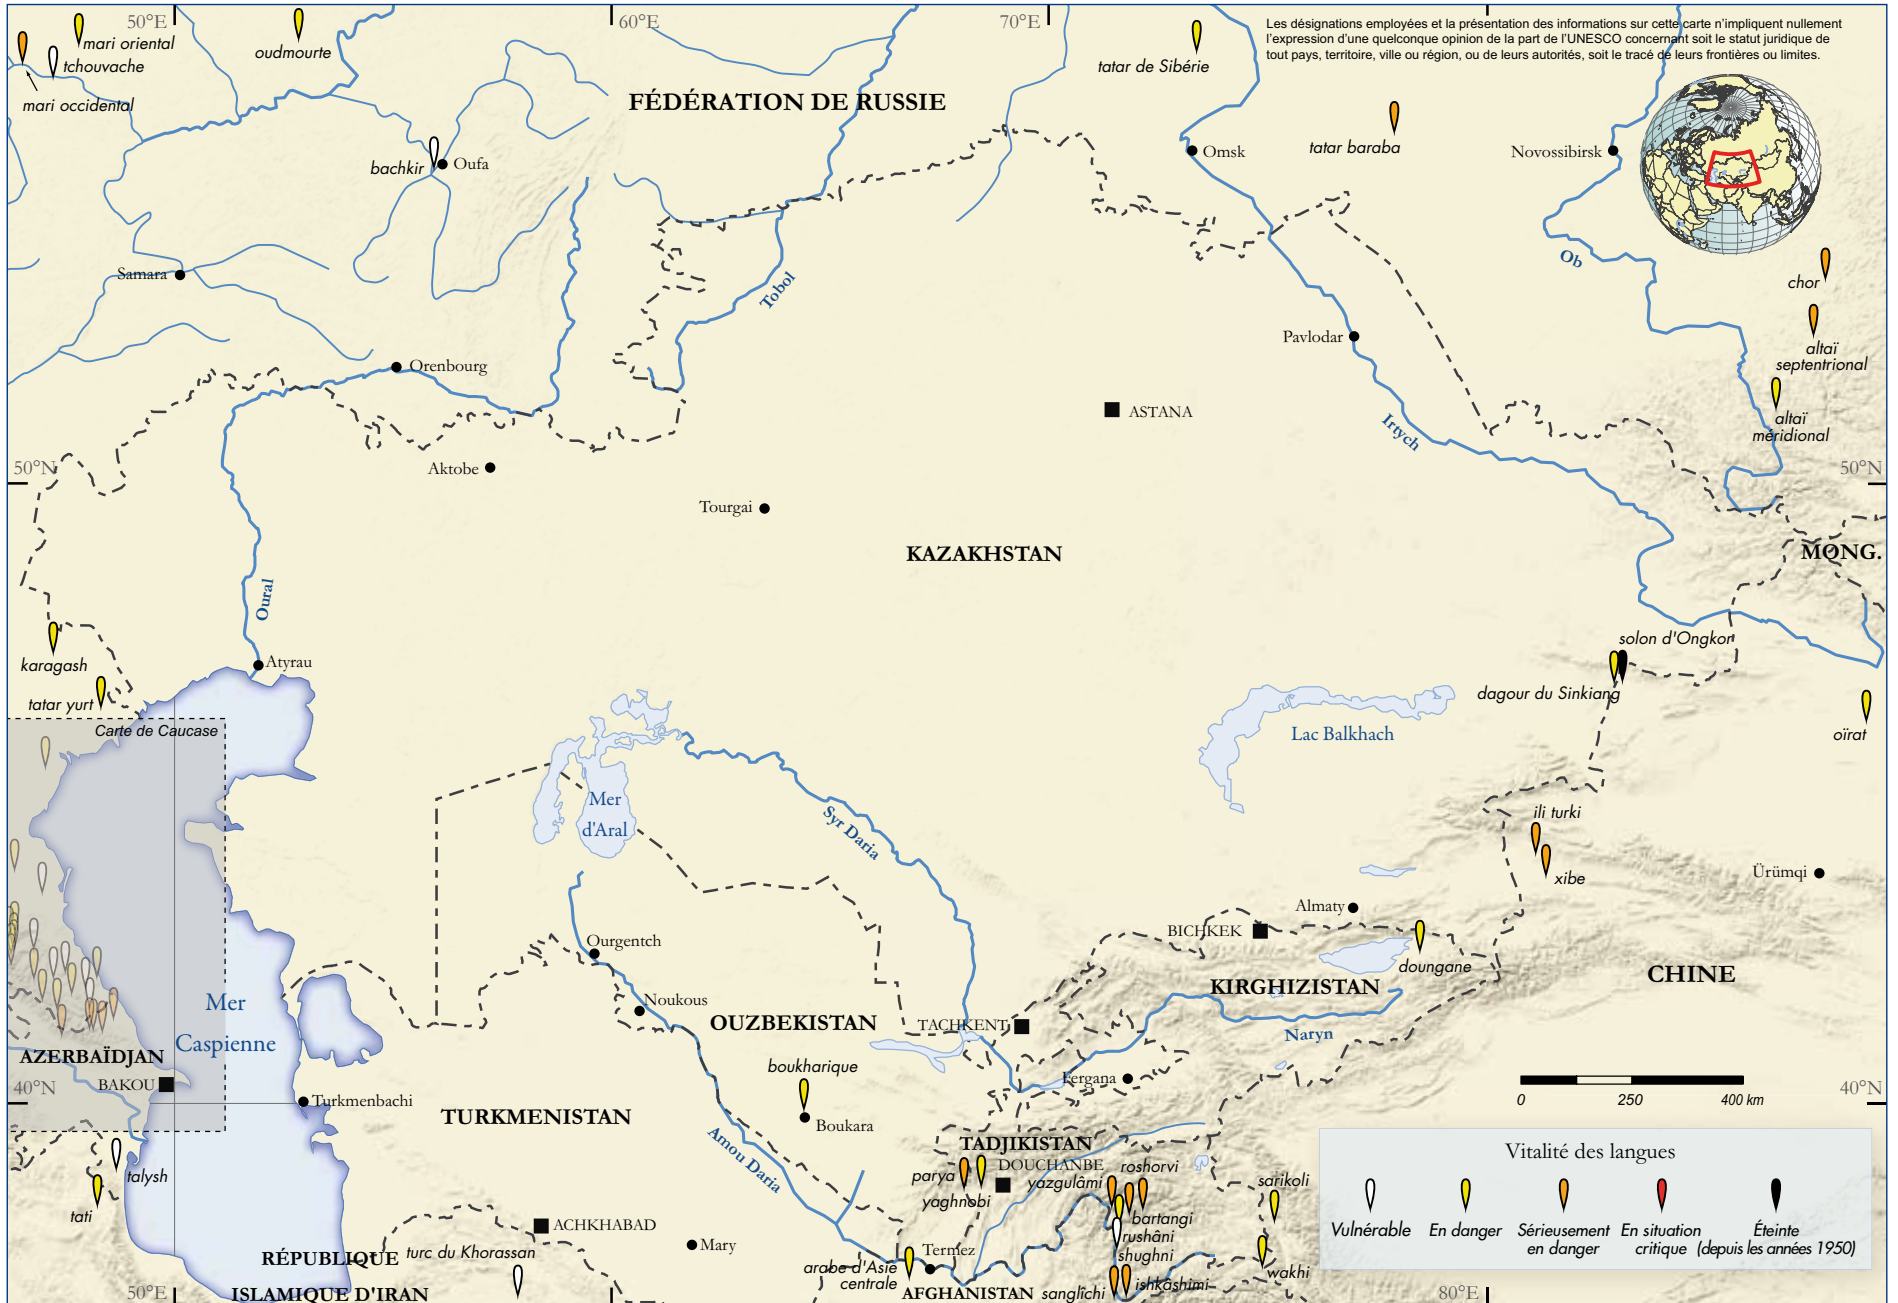 50°E
60°E
70°E
Les désignations employées et la présentation des informations sur cette carte n'impliquent nullement
l'expression d'une quelconque opinion de la part de l'UNESCO concernant soit le statut juridique de
tout pays, territoire, ville ou région, ou de leurs autorités, soit le tracé de leurs frontières ou limites.
mari oriental
tchouvache
mari occidental
oudmourte
tatar de Sibérie
FÉDÉRATION DE RUSSIE
bachkir
Oufa
Omsk
tatar baraba
Novossibirsk
Samara
Tobol
Ob
chor
Orenbourg
Pavlodar
altaï
septentrional
ASTANA
Irtych
altaï
méridional
50°N
Aktobe
50°N
Tourgai
KAZAKHSTAN
MONG.
Oural
karagash
Atyrau
solon d'Ongkor
dagour du Sinkiang
tatar yurt
Carte de Caucase
Lac Balkhach
oïrat
Mer
d'Aral
Syr Daria
ili turki
xibe
Ürümqi
Almaty
BICHKEK
Ourgentch
doungane
CHINE
KIRGHIZISTAN
Mer
Caspienne
Noukous
OUZBEKISTAN
TACHKENT
Naryn
AZERBAÏDJAN
BAKOU
40°N
boukharique
Fergana
40°N
Turkmenbachi
TURKMENISTAN
Boukara
0
250
400 km
Amou Daria
TADJIKISTAN
DOUCHANBE
parya
yaghnobi
yazgulâmi
roshorvi
bartangi
rushâni
shughni
sarikoli
wakhi
talysh
tati
ACHKHABAD
Mary
turc du Khorassan
RÉPUBLIQUE
ISLAMIQUE D'IRAN
arabe d'Asie
centrale
Termez
AFGHANISTAN
sanglichi
ishkâshimi
50°E
80°E
Vitalité des langues
Vulnérable
En danger
Sérieusement
en danger
En situation
critique
Éteinte
(depuis les années 1950)